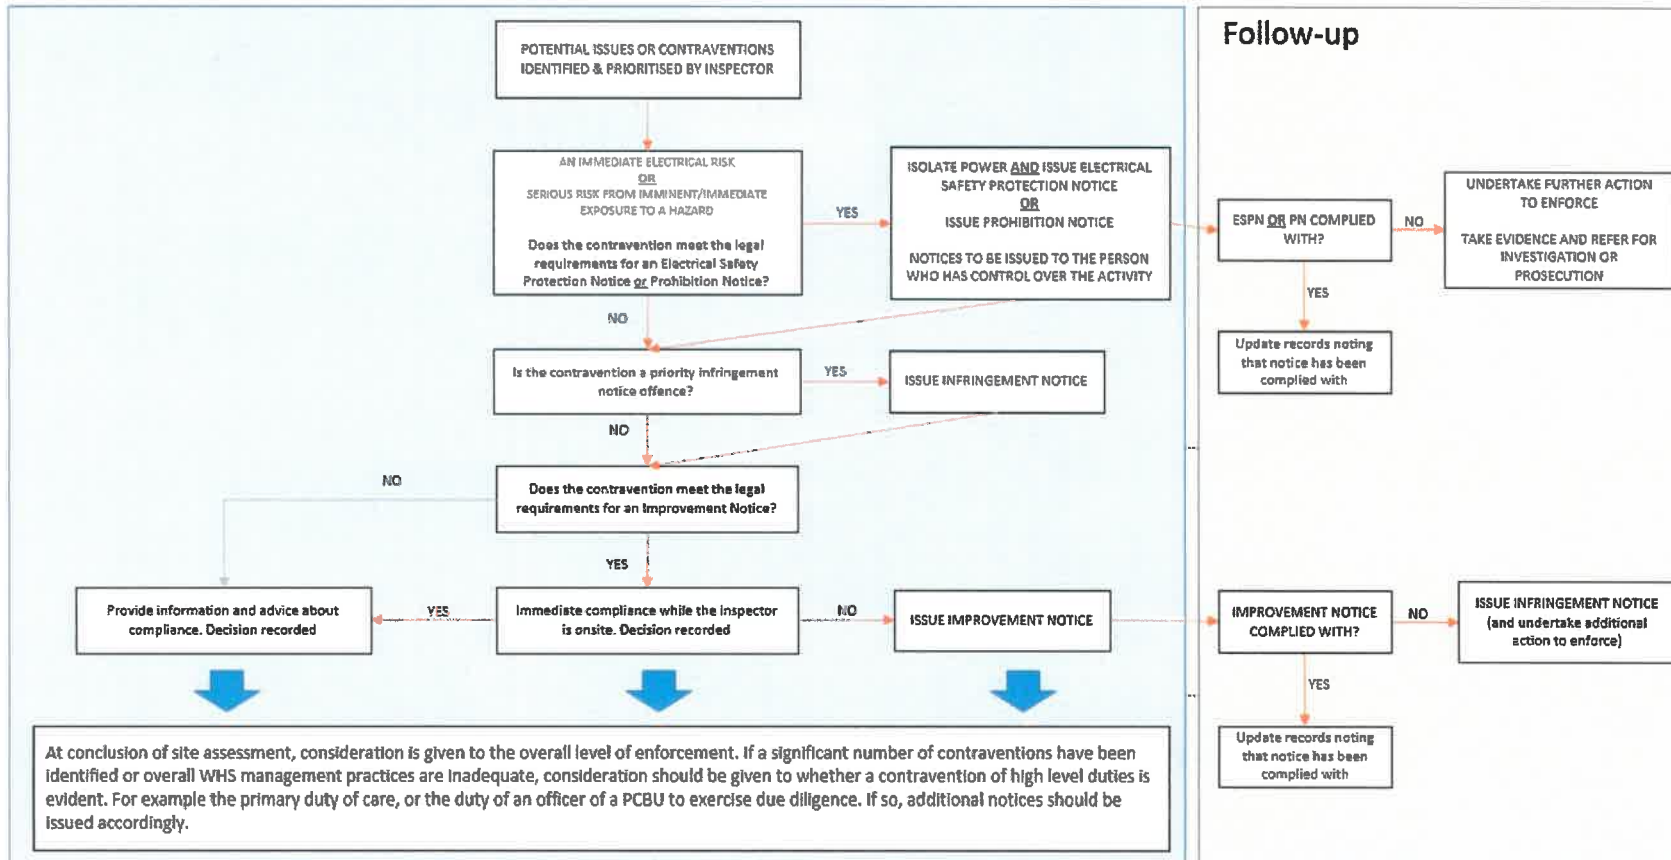 POTENTIAL ISSUES OR CONTRAVENTIONS
IDENTIFIED & PRIORITISED BY INSPECTOR
AN IMMEDIATE ELECTRICAL RISK
OR
SERIOUS RISK FROM IMMINENT/IMMEDIATE
EXPOSURE TO A HAZARD
Does the contravention meet the legal
requirements for an Electrical Safety
Protection Notice or Prohibition Notice?
YES
ISOLATE POWER AND ISSUE ELECTRICAL
SAFETY PROTECTION NOTICE
OR
ISSUE PROHIBITION NOTICE
NOTICES TO BE ISSUED TO THE PERSON
WHO HAS CONTROL OVER THE ACTIVITY
NO
Is the contravention a priority infringement
notice offence?
YES
ISSUE INFRINGEMENT NOTICE
NO
Does the contravention meet the legal
requirements for an Improvement Notice?
NO
YES
Provide information and advice about
compliance. Decision recorded
YES
Immediate compliance while the inspector
is onsite. Decision recorded
NO
ISSUE IMPROVEMENT NOTICE
At conclusion of site assessment, consideration is given to the overall level of enforcement. If a significant number of contraventions have been
identified or overall WHS management practices are inadequate, consideration should be given to whether a contravention of high level duties is
evident. For example the primary duty of care, or the duty of an officer of a PCBU to exercise due diligence. If so, additional notices should be
issued accordingly.
Follow-up
ESPN OR PN COMPLIED
WITH?
NO
UNDERTAKE FURTHER ACTION
TO ENFORCE
TAKE EVIDENCE AND REFER FOR
INVESTIGATION OR
PROSECUTION
YES
Update records noting
that notice has been
complied with
IMPROVEMENT NOTICE
COMPLIED WITH?
NO
ISSUE INFRINGEMENT NOTICE
(and undertake additional
action to enforce)
YES
Update records noting
that notice has been
complied with